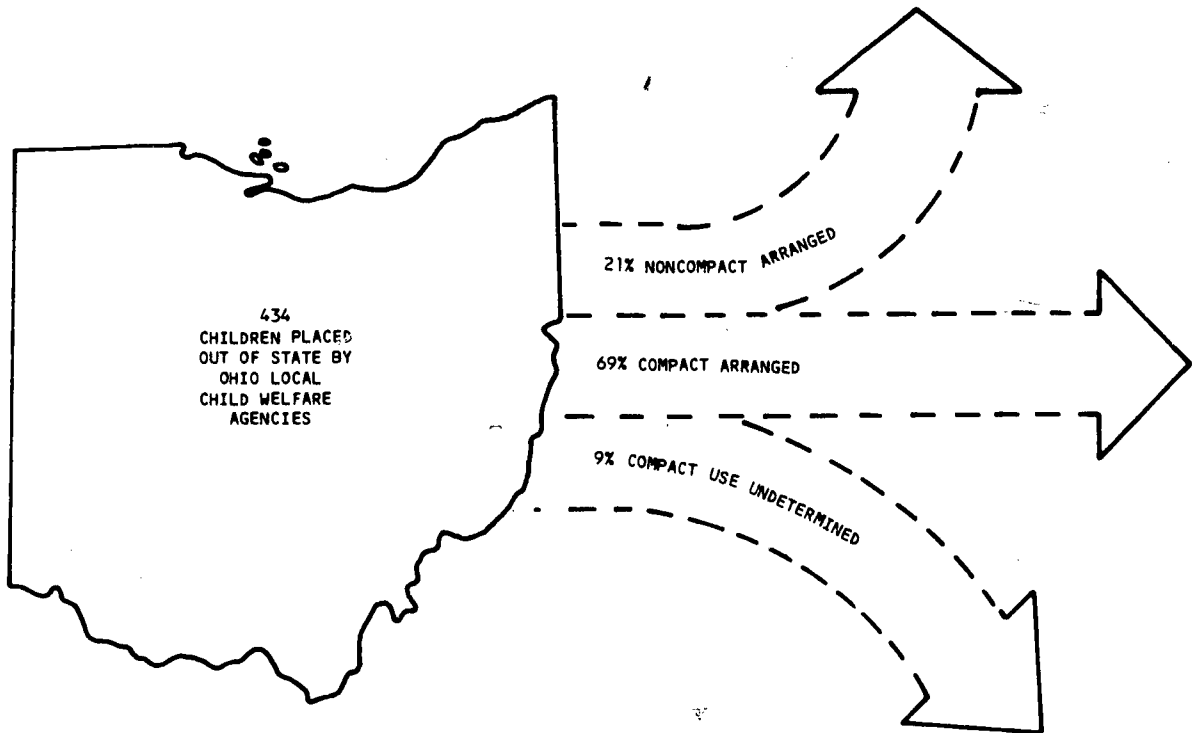 434
CHILDREN PLACED
OUT OF STATE BY
OHIO LOCAL
CHILD WELFARE
AGENCIES
21% NONCOMPACT ARRANGED
69% COMPACT ARRANGED
9% COMPACT USE UNDETERMINED